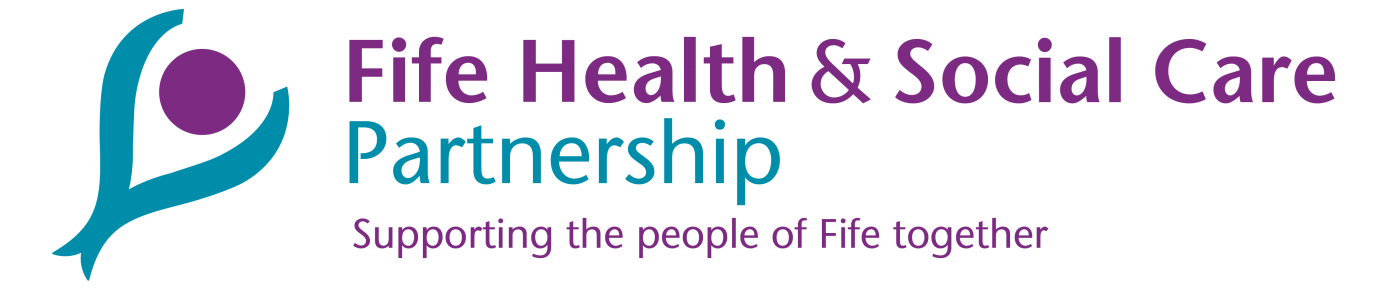 Fife Health & Social Care
Partnership
Supporting the people of Fife together